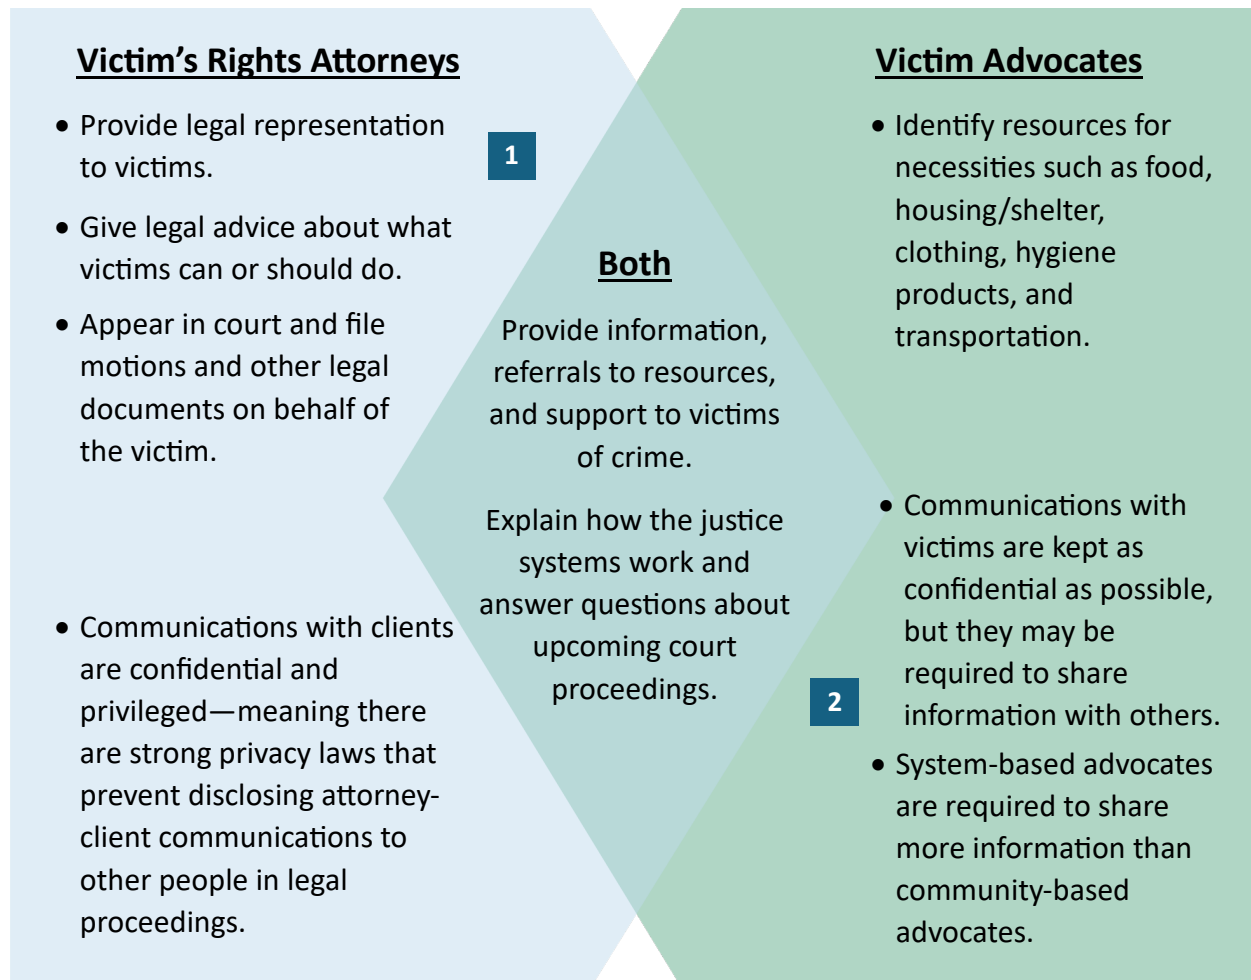 Victim’s Rights Attorneys
• Provide legal representation
to victims.
• Give legal advice about what
victims can or should do.
• Appear in court and file
motions and other legal
documents on behalf of
the victim.
• Communications with clients
are confidential and
privileged—meaning there
are strong privacy laws that
prevent disclosing attorney-
client communications to
other people in legal
proceedings.
1
Both
Provide information,
referrals to resources,
and support to victims
of crime.
Explain how the justice
systems work and
answer questions about
upcoming court
proceedings.
2
Victim Advocates
• Identify resources for
necessities such as food,
housing/shelter,
clothing, hygiene
products, and
transportation.
• Communications with
victims are kept as
confidential as possible,
but they may be
required to share
information with others.
• System-based advocates
are required to share
more information than
community-based
advocates.